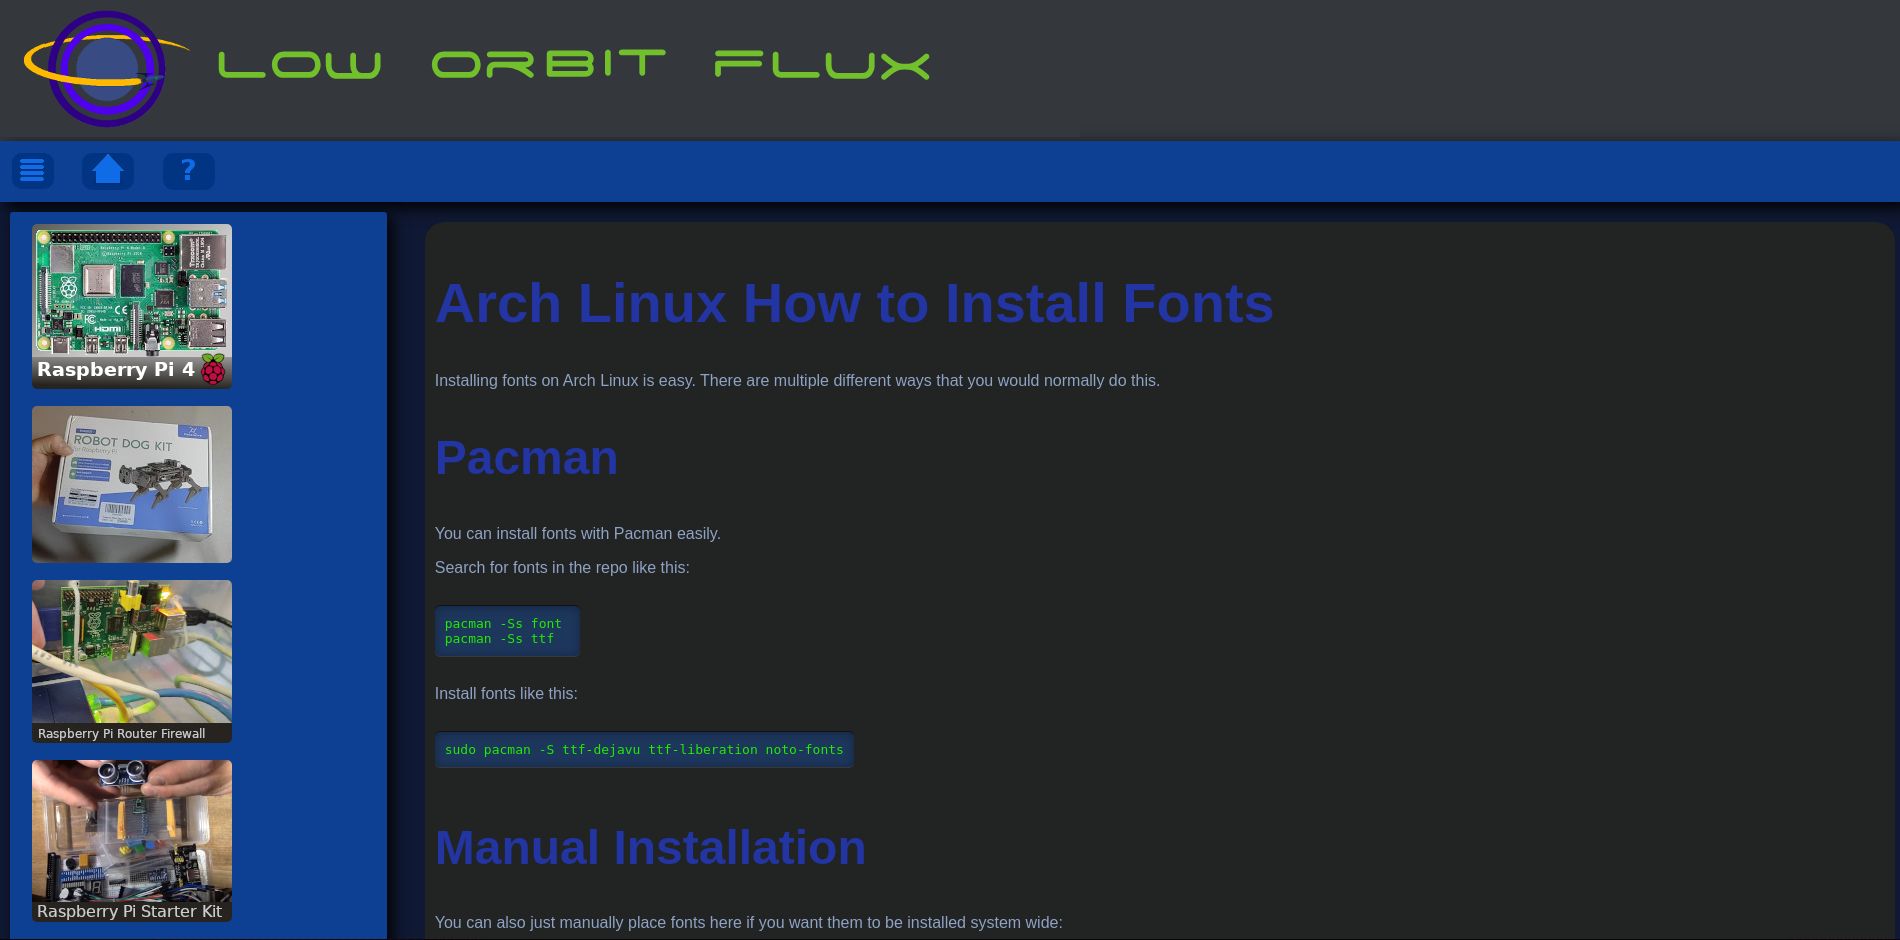 LOW ORBIT FLUX
?
Raspberry Pi 4
ROBOT DOG KIT
for Raspberry Pi
Raspberry Pi Router Firewall
Raspberry Pi Starter Kit
Arch Linux How to Install Fonts
Installing fonts on Arch Linux is easy. There are multiple different ways that you would normally do this.
Pacman
You can install fonts with Pacman easily.
Search for fonts in the repo like this:
pacman -Ss font
pacman -Ss ttf
Install fonts like this:
sudo pacman -S ttf-dejavu ttf-liberation noto-fonts
Manual Installation
You can also just manually place fonts here if you want them to be installed system wide: